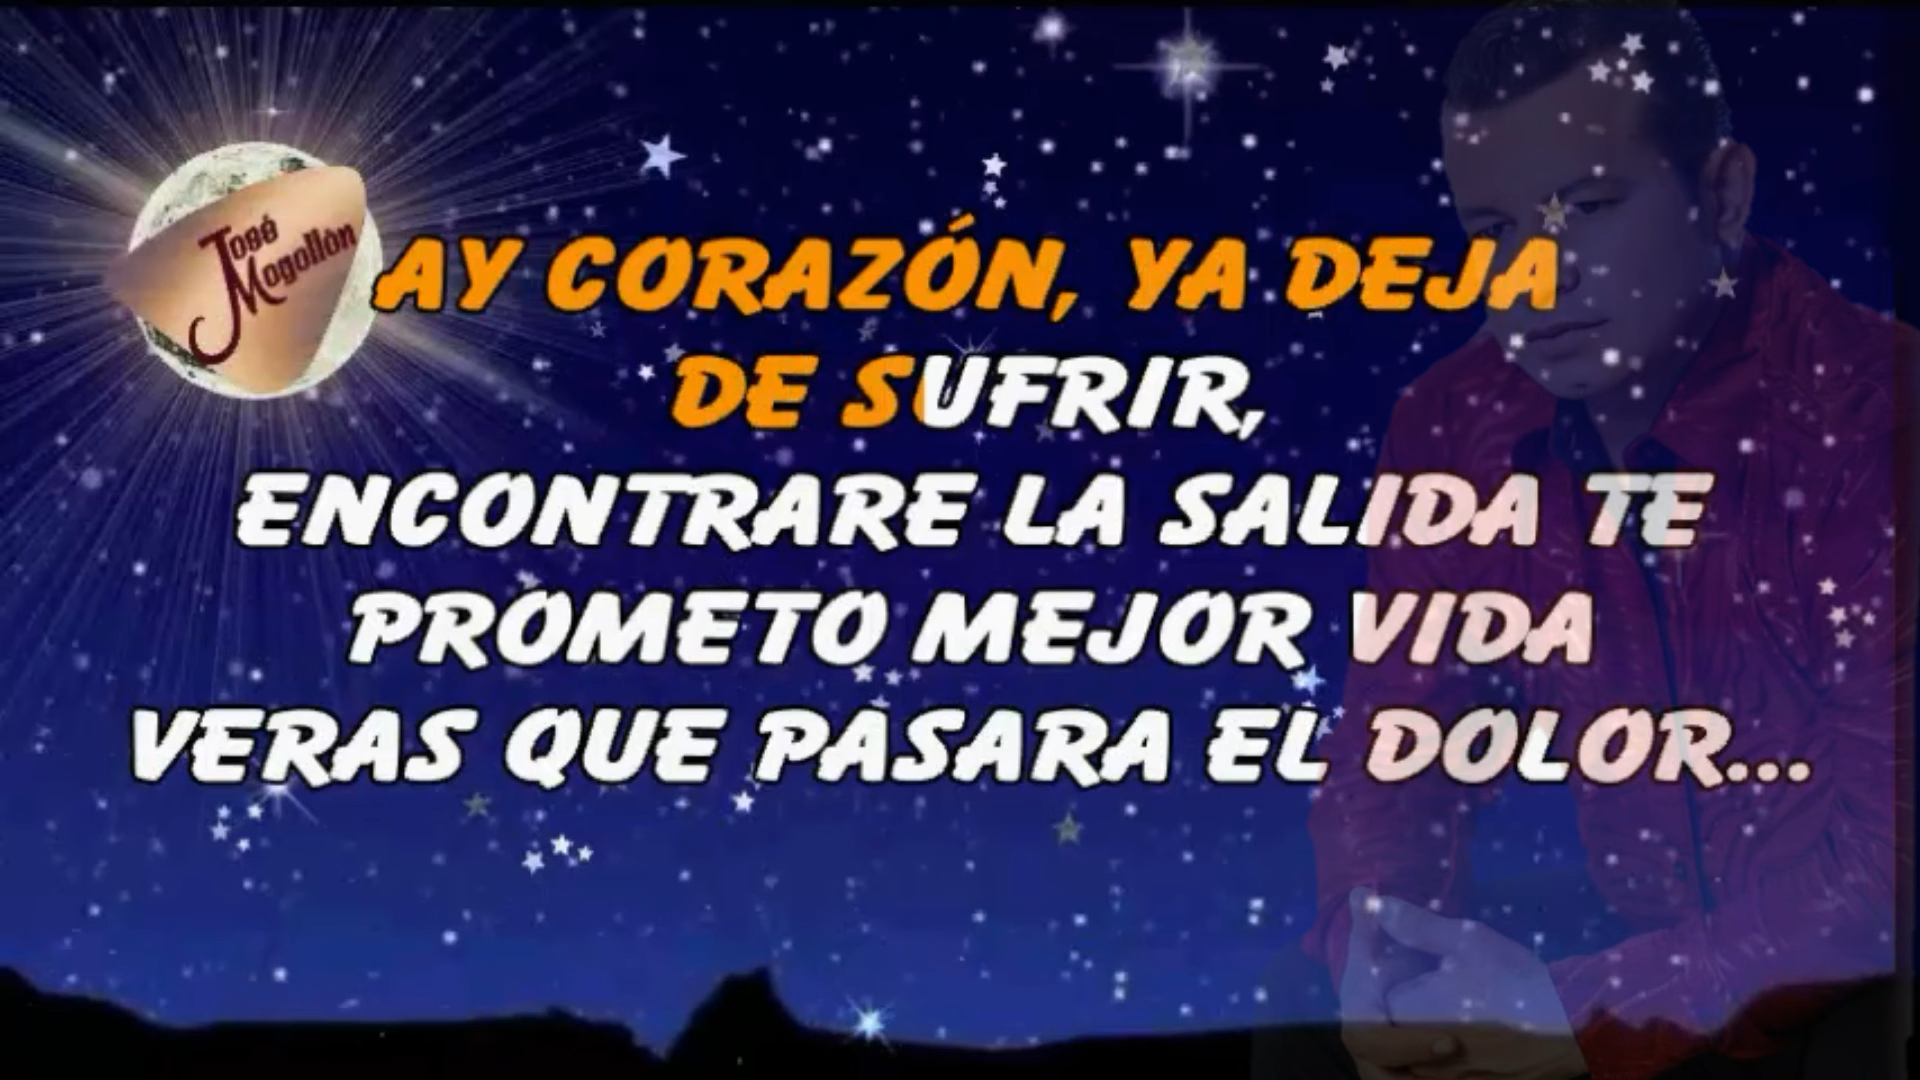 José
Mogollón
AY CORAZÓN, YA DEJA
DE SUFRIR,
ENCONTRARE LA SALIDA TE
PROMETO MEJOR VIDA
VERAS QUE PASARA EL DOLOR...